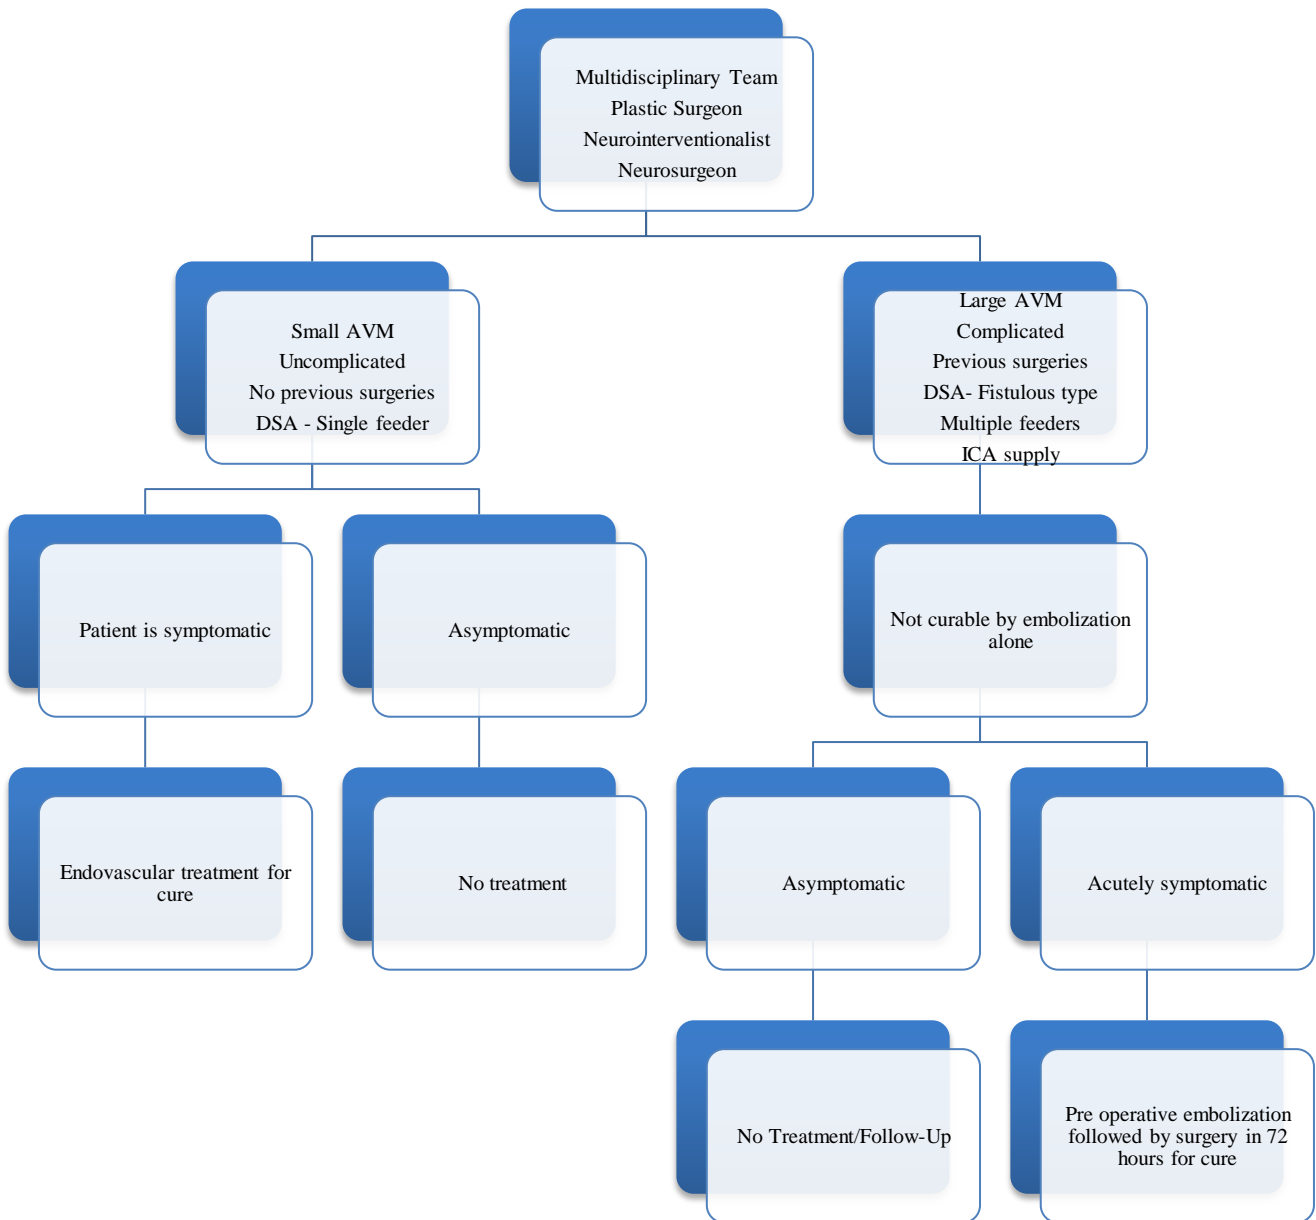 Multidisciplinary Team
Plastic Surgeon
Neurointerventionalist
Neurosurgeon
Small AVM
Uncomplicated
No previous surgeries
DSA - Single feeder
Large AVM
Complicated
Previous surgeries
DSA- Fistulous type
Multiple feeders
ICA supply
Patient is symptomatic
Asymptomatic
Not curable by embolization
alone
Endovascular treatment for
cure
No treatment
Asymptomatic
Acutely symptomatic
No Treatment/Follow-Up
Pre operative embolization
followed by surgery in 72
hours for cure